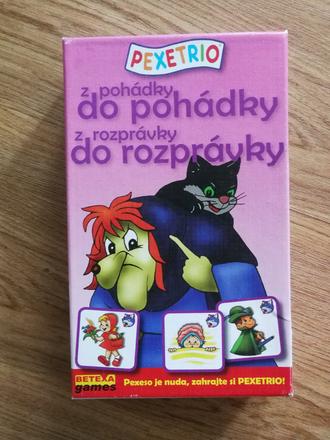 PEXETRIO
z pohádky
do pohádky
z rozprávky
do rozprávky
BETEXA
games
Pexeso je nuda, zahrajte si PEXETRIO!